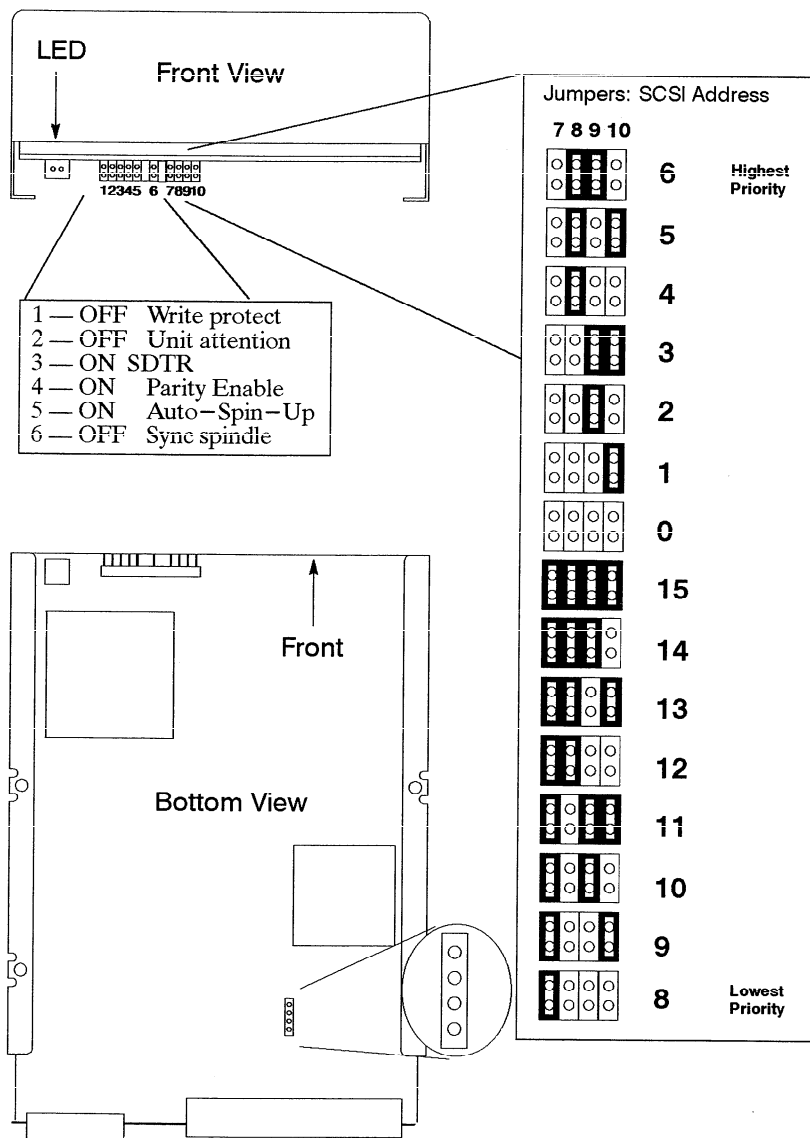 LED
Front View
12345 6 78910
1 — OFF Write protect
2 — OFF Unit attention
3 — ON SDTR
4 — ON Parity Enable
5 — ON Auto–Spin–Up
6 — OFF Sync spindle
Front
Bottom View
Jumpers: SCSI Address
7 8 9 10
6 Highest Priority
5
4
3
2
1
0
15
14
13
12
11
10
9
8 Lowest Priority